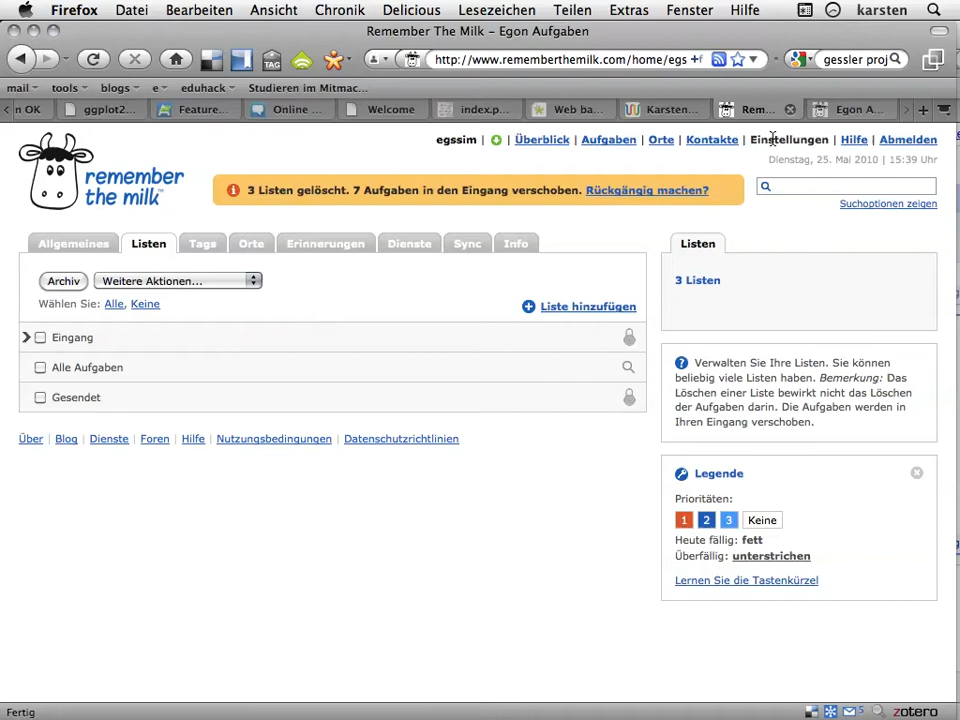 Firefox Datei Bearbeiten Ansicht Chronik Delicious Lesezeichen Teilen Extras Fenster Hilfe karsten
Remember The Milk – Egon Aufgaben
TAG http://www.rememberthemilk.com/home/egs gessler proj
mail tools blogs e eduhack Studieren im Mitmac...
n OK ggplot2... Feature... Online ... Welcome index.p... Web ba... Karsten... Rem... Egon A...
egssim | Überblick | Aufgaben | Orte | Kontakte | Einstellungen | Hilfe | Abmelden
Dienstag, 25. Mai 2010 | 15:39 Uhr
remember
the milk
3 Listen gelöscht. 7 Aufgaben in den Eingang verschoben. Rückgängig machen?
Suchoptionen zeigen
Allgemeines Listen Tags Orte Erinnerungen Dienste Sync Info
Archiv Weitere Aktionen...
Wählen Sie: Alle, Keine
Liste hinzufügen
Eingang
Alle Aufgaben
Gesendet
Über | Blog | Dienste | Foren | Hilfe | Nutzungsbedingungen | Datenschutzrichtlinien
Listen
3 Listen
Verwalten Sie Ihre Listen. Sie können
beliebig viele Listen haben. Bemerkung: Das
Löschen einer Liste bewirkt nicht das Löschen
der Aufgaben darin. Die Aufgaben werden in
Ihren Eingang verschoben.
Legende
Prioritäten:
1 2 3 Keine
Heute fällig: fett
Überfällig: unterstrichen
Lernen Sie die Tastenkürzel
Fertig 5 zotero